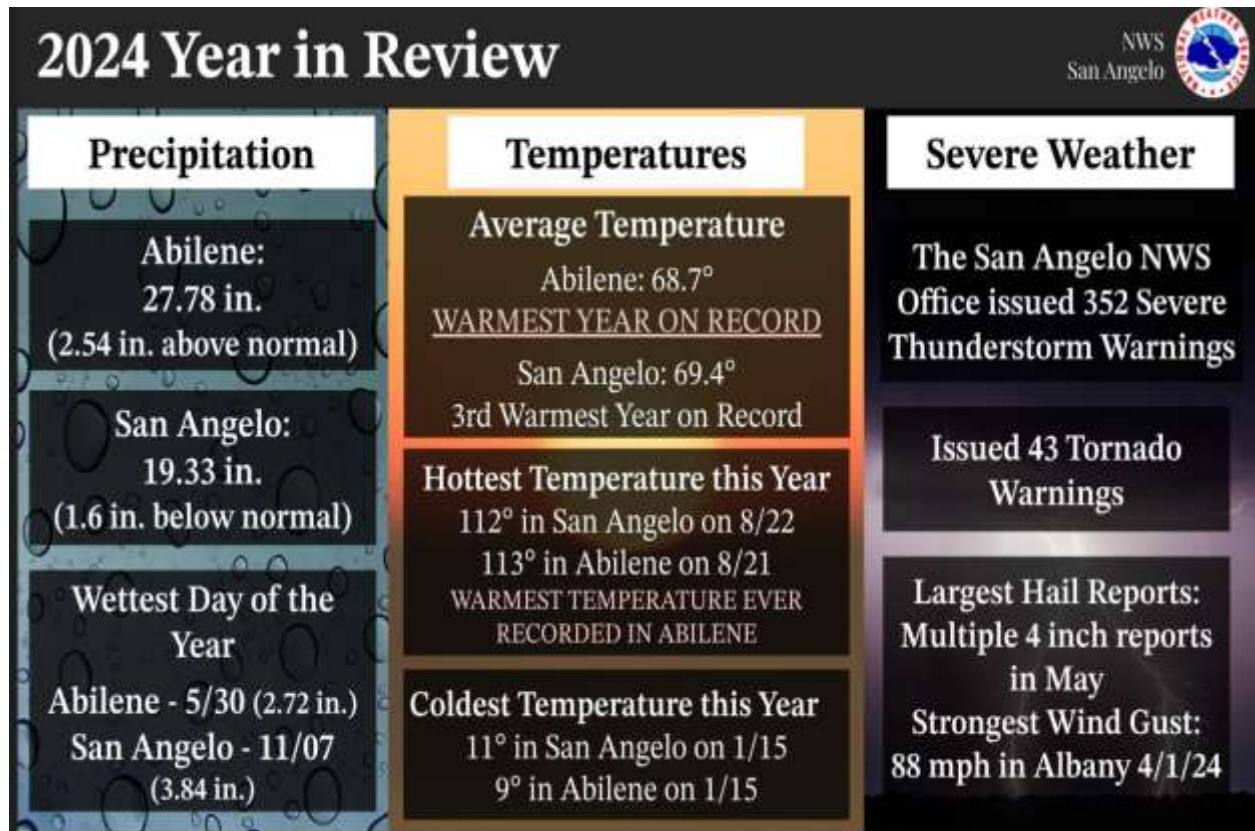 2024 Year in Review
NWS
San Angelo
NATIONAL WEATHER SERVICE
Precipitation
Abilene:
27.78 in.
(2.54 in. above normal)
San Angelo:
19.33 in.
(1.6 in. below normal)
Wettest Day of the
Year
Abilene - 5/30 (2.72 in.)
San Angelo - 11/07
(3.84 in.)
Temperatures
Average Temperature
Abilene: 68.7°
WARMEST YEAR ON RECORD
San Angelo: 69.4°
3rd Warmest Year on Record
Hottest Temperature this Year
112° in San Angelo on 8/22
113° in Abilene on 8/21
WARMEST TEMPERATURE EVER
RECORDED IN ABILENE
Coldest Temperature this Year
11° in San Angelo on 1/15
9° in Abilene on 1/15
Severe Weather
The San Angelo NWS
Office issued 352 Severe
Thunderstorm Warnings
Issued 43 Tornado
Warnings
Largest Hail Reports:
Multiple 4 inch reports
in May
Strongest Wind Gust:
88 mph in Albany 4/1/24